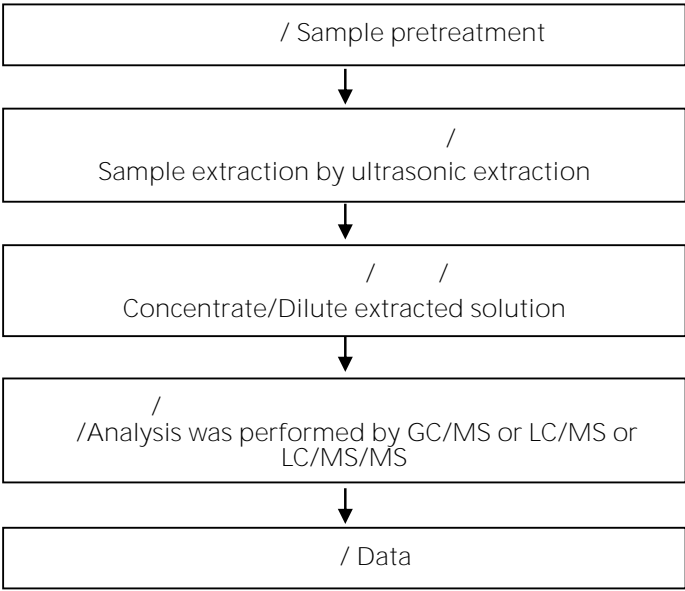 / Sample pretreatment
/
Sample extraction by ultrasonic extraction
/ /
Concentrate/Dilute extracted solution
/
/Analysis was performed by GC/MS or LC/MS or
LC/MS/MS
/ Data